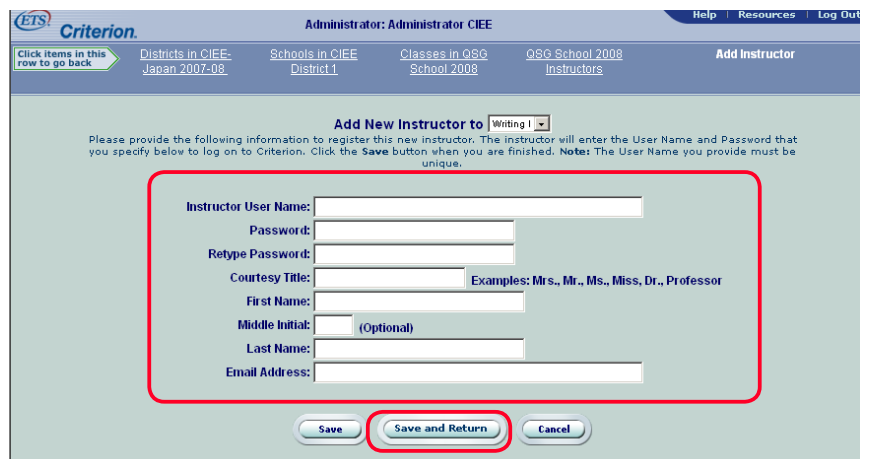 ETS Criterion. Administrator: Administrator CIEE Help | Resources | Log Out
Click items in this row to go back
Districts in CIEE-Japan 2007-08
Schools in CIEE District 1
Classes in QSG School 2008
QSG School 2008 Instructors
Add Instructor
Add New Instructor to Writing I
Please provide the following information to register this new instructor. The instructor will enter the User Name and Password that
you specify below to log on to Criterion. Click the Save button when you are finished. Note: The User Name you provide must be
unique.
Instructor User Name:
Password:
Retype Password:
Courtesy Title: Examples: Mrs., Mr., Ms., Miss, Dr., Professor
First Name:
Middle Initial: (Optional)
Last Name:
Email Address:
Save Save and Return Cancel